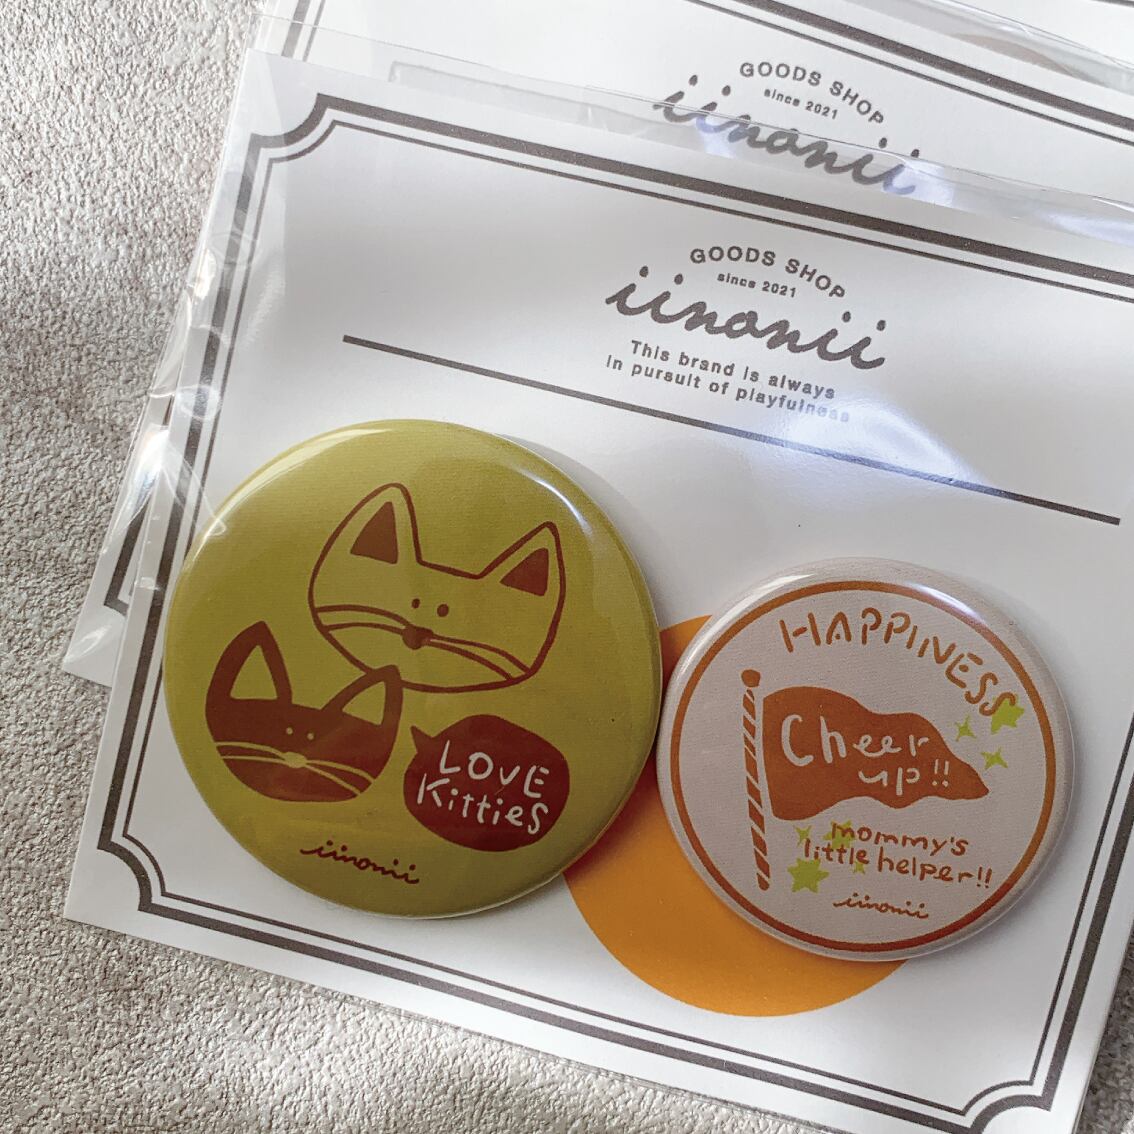 GOODS SHOP
since 2021
iinonii
GOODS SHOP
since 2021
iinonii
This brand is always
in pursuit of playfulness
LOVE
Kitties
iinonii
HAPPINESS
Cheer
up!!
mommy's
little helper!!
iinonii